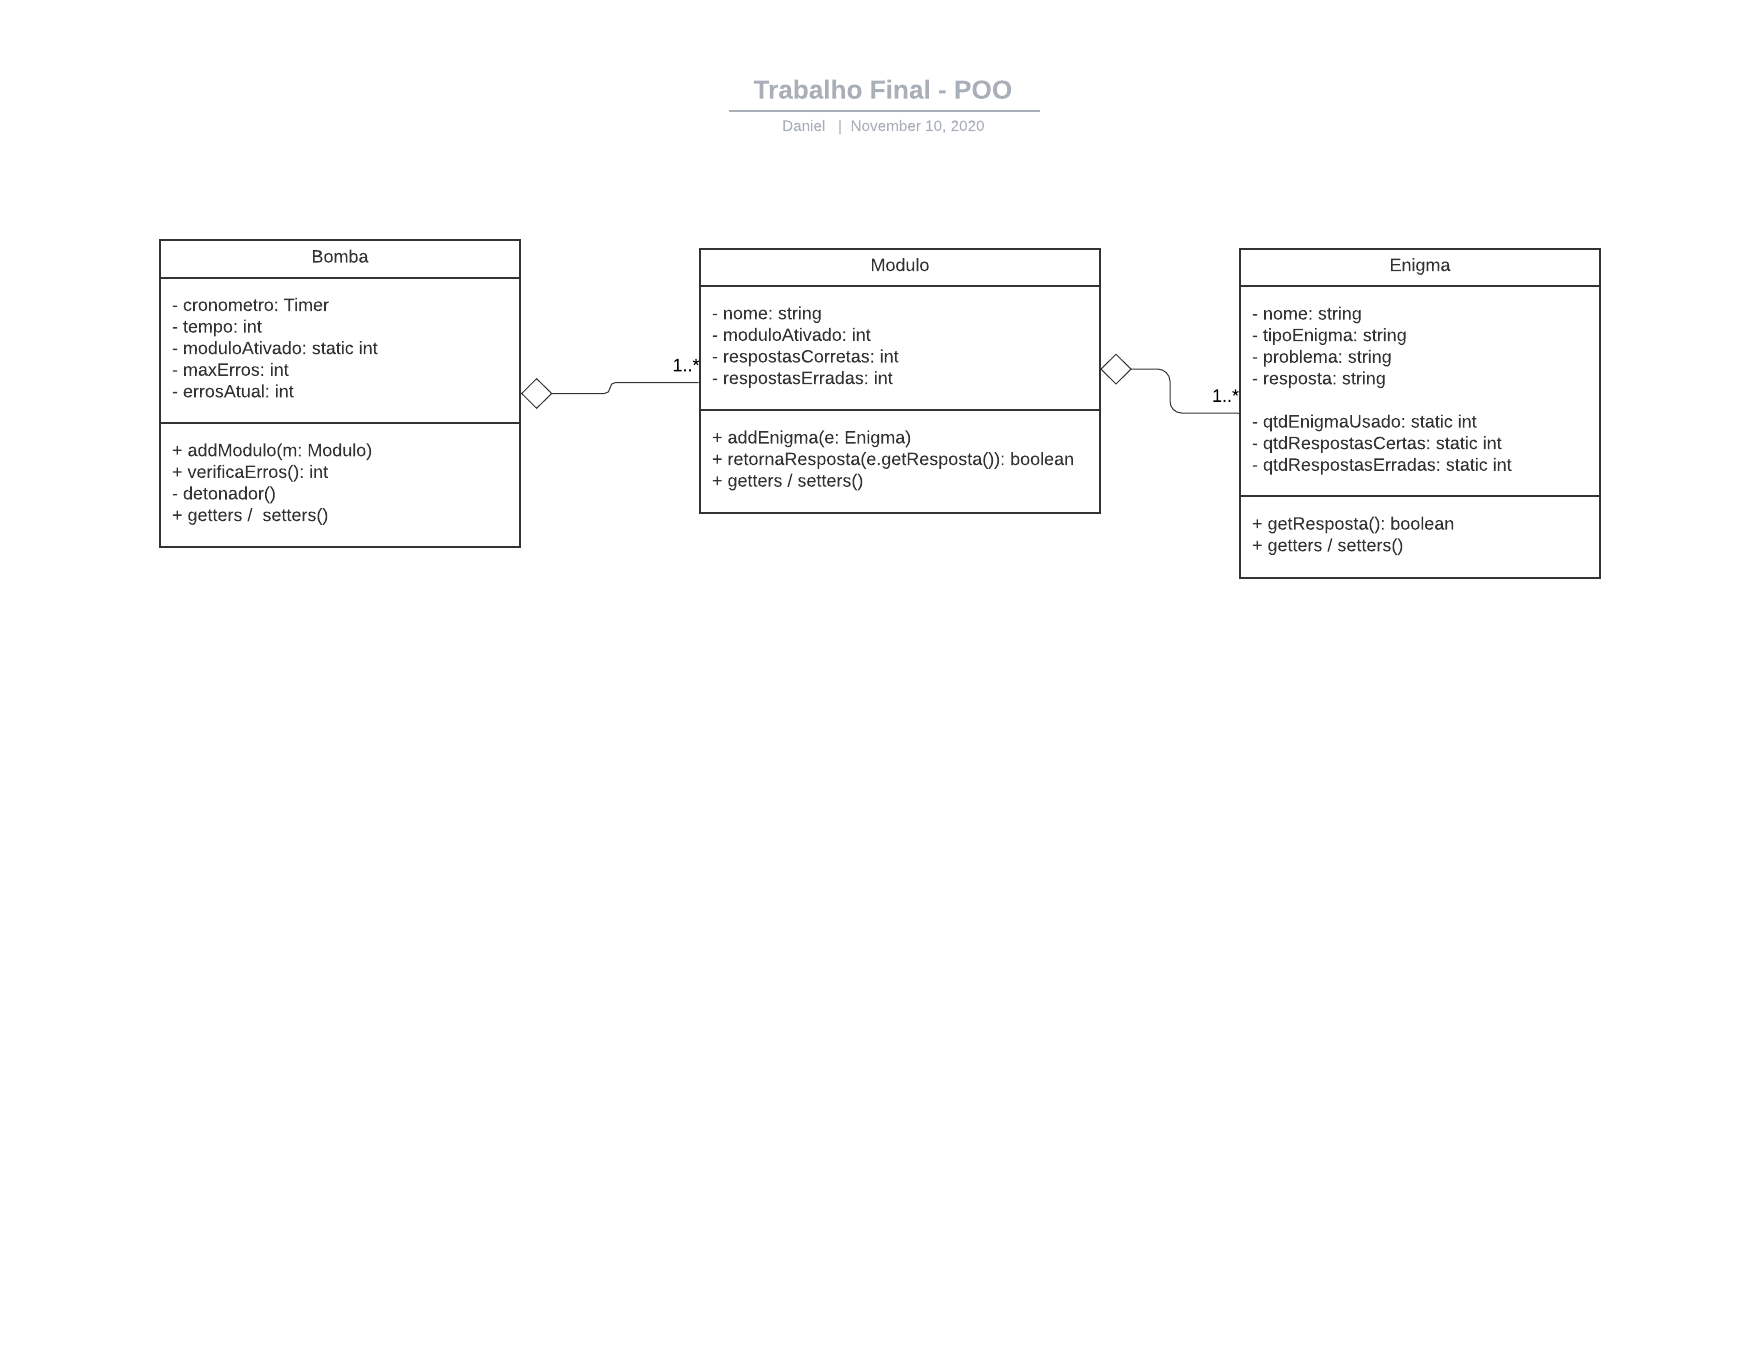 Trabalho Final - POO
Daniel | November 10, 2020
Bomba
- cronometro: Timer
- tempo: int
- moduloAtivado: static int
- maxErros: int
- errosAtual: int
+ addModulo(m: Modulo)
+ verificaErros(): int
- detonador()
+ getters /  setters()
1..*
Modulo
- nome: string
- moduloAtivado: int
- respostasCorretas: int
- respostasErradas: int
+ addEnigma(e: Enigma)
+ retornaResposta(e.getResposta()): boolean
+ getters / setters()
1..*
Enigma
- nome: string
- tipoEnigma: string
- problema: string
- resposta: string
- qtdEnigmaUsado: static int
- qtdRespostasCertas: static int
- qtdRespostasErradas: static int
+ getResposta(): boolean
+ getters / setters()